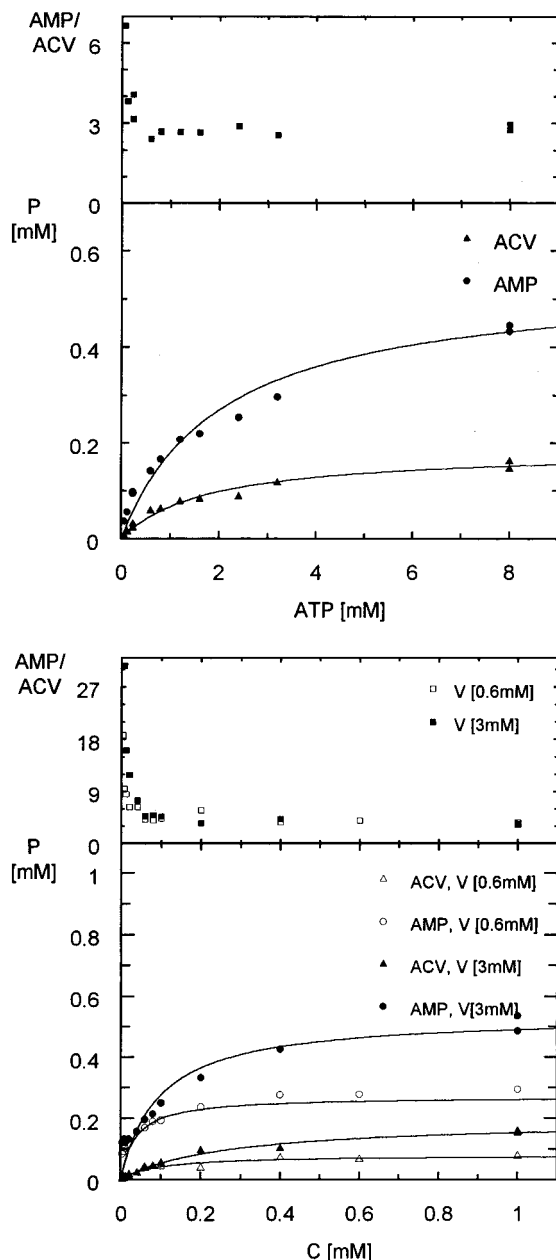 AMP/
ACV
6
3
0
P
[mM]
0.6
0.4
0.2
0
▲ ACV
● AMP
0 2 4 6 8
ATP [mM]
AMP/
ACV
27
18
9
0
□ V [0.6mM]
■ V [3mM]
P
[mM]
1
0.8
0.6
0.4
0.2
0
△ ACV, V [0.6mM]
○ AMP, V [0.6mM]
▲ ACV, V [3mM]
● AMP, V[3mM]
0 0.2 0.4 0.6 0.8 1
C [mM]